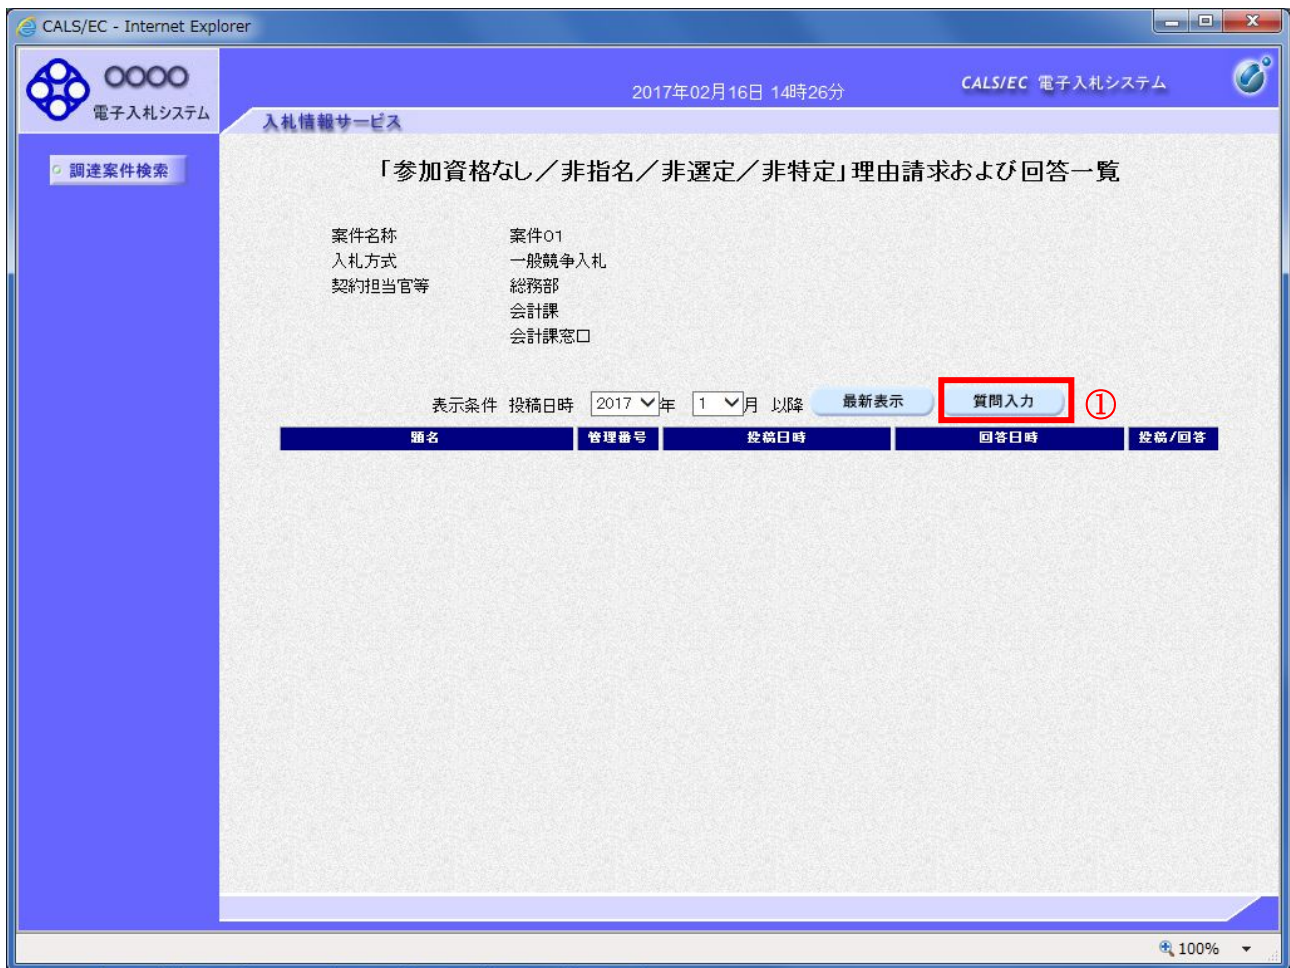 CALS/EC - Internet Explorer
OOOO
電子入札システム
2017年02月16日 14時26分
CALS/EC 電子入札システム
入札情報サービス
調達案件検索
「参加資格なし／非指名／非選定／非特定」理由請求および回答一覧
案件名称 案件01
入札方式 一般競争入札
契約担当官等 総務部
会計課
会計課窓口
表示条件 投稿日時 2017 年 1 月 以降 最新表示 質問入力 ①
題名 管理番号 投稿日時 回答日時 投稿/回答
100%